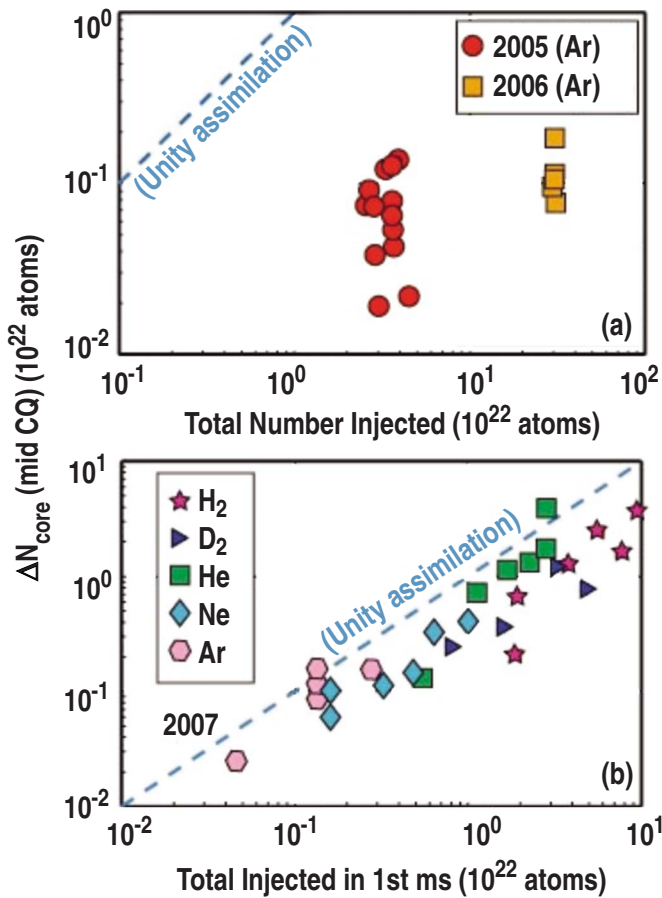 10⁰
2005 (Ar)
2006 (Ar)
(Unity assimilation)
10⁻¹
10⁻²
(a)
10⁻¹ 10⁰ 10¹ 10²
Total Number Injected (10²² atoms)
ΔN_core (mid CQ) (10²² atoms)
10¹
H₂
D₂
He
Ne
Ar
(Unity assimilation)
10⁰
10⁻¹
2007
10⁻²
(b)
10⁻² 10⁻¹ 10⁰ 10¹
Total Injected in 1st ms (10²² atoms)